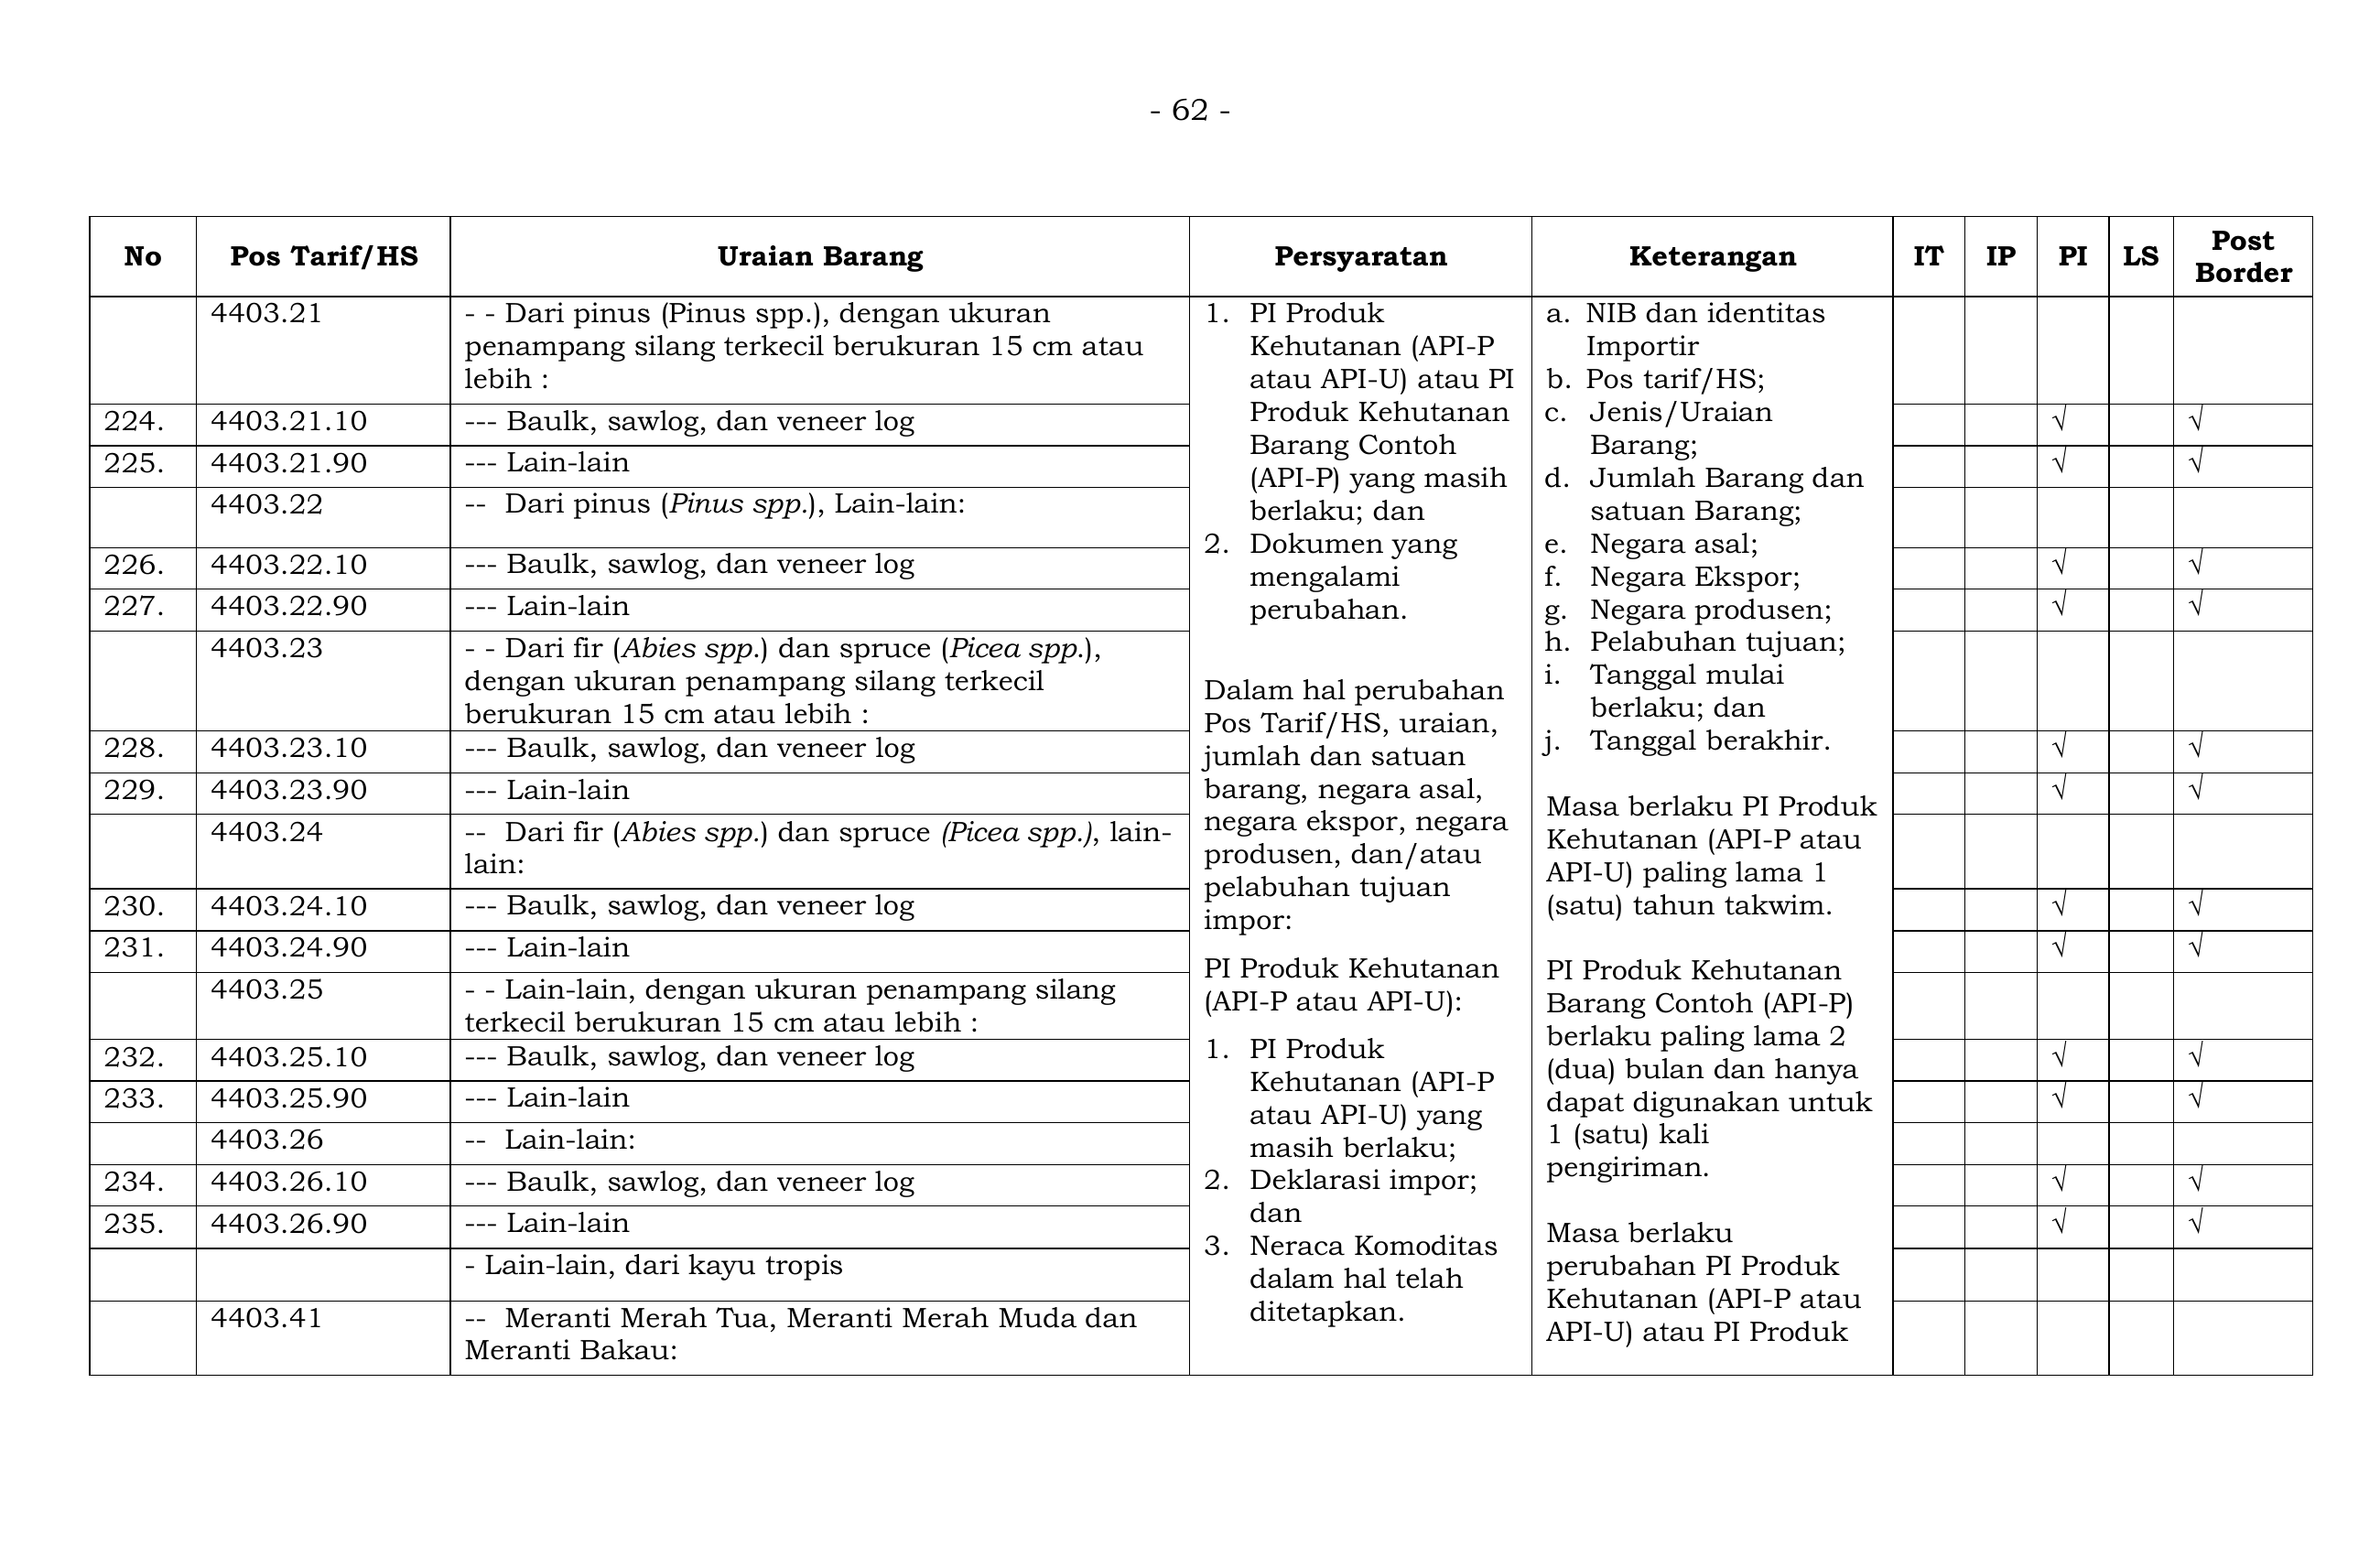 - 62 -
No Pos Tarif/HS Uraian Barang Persyaratan Keterangan IT IP PI LS Post Border
4403.21 - - Dari pinus (Pinus spp.), dengan ukuran
penampang silang terkecil berukuran 15 cm atau
lebih :
224. 4403.21.10 --- Baulk, sawlog, dan veneer log √ √
225. 4403.21.90 --- Lain-lain √ √
4403.22 -- Dari pinus (Pinus spp.), Lain-lain:
226. 4403.22.10 --- Baulk, sawlog, dan veneer log √ √
227. 4403.22.90 --- Lain-lain √ √
4403.23 - - Dari fir (Abies spp.) dan spruce (Picea spp.),
dengan ukuran penampang silang terkecil
berukuran 15 cm atau lebih :
228. 4403.23.10 --- Baulk, sawlog, dan veneer log √ √
229. 4403.23.90 --- Lain-lain √ √
4403.24 -- Dari fir (Abies spp.) dan spruce (Picea spp.), lain-
lain:
230. 4403.24.10 --- Baulk, sawlog, dan veneer log √ √
231. 4403.24.90 --- Lain-lain √ √
4403.25 - - Lain-lain, dengan ukuran penampang silang
terkecil berukuran 15 cm atau lebih :
232. 4403.25.10 --- Baulk, sawlog, dan veneer log √ √
233. 4403.25.90 --- Lain-lain √ √
4403.26 -- Lain-lain:
234. 4403.26.10 --- Baulk, sawlog, dan veneer log √ √
235. 4403.26.90 --- Lain-lain √ √
- Lain-lain, dari kayu tropis
4403.41 -- Meranti Merah Tua, Meranti Merah Muda dan
Meranti Bakau:
1. PI Produk
Kehutanan (API-P
atau API-U) atau PI
Produk Kehutanan
Barang Contoh
(API-P) yang masih
berlaku; dan
2. Dokumen yang
mengalami
perubahan.
Dalam hal perubahan
Pos Tarif/HS, uraian,
jumlah dan satuan
barang, negara asal,
negara ekspor, negara
produsen, dan/atau
pelabuhan tujuan
impor:
PI Produk Kehutanan
(API-P atau API-U):
1. PI Produk
Kehutanan (API-P
atau API-U) yang
masih berlaku;
2. Deklarasi impor;
dan
3. Neraca Komoditas
dalam hal telah
ditetapkan.
a. NIB dan identitas
Importir
b. Pos tarif/HS;
c. Jenis/Uraian
Barang;
d. Jumlah Barang dan
satuan Barang;
e. Negara asal;
f. Negara Ekspor;
g. Negara produsen;
h. Pelabuhan tujuan;
i. Tanggal mulai
berlaku; dan
j. Tanggal berakhir.
Masa berlaku PI Produk
Kehutanan (API-P atau
API-U) paling lama 1
(satu) tahun takwim.
PI Produk Kehutanan
Barang Contoh (API-P)
berlaku paling lama 2
(dua) bulan dan hanya
dapat digunakan untuk
1 (satu) kali
pengiriman.
Masa berlaku
perubahan PI Produk
Kehutanan (API-P atau
API-U) atau PI Produk